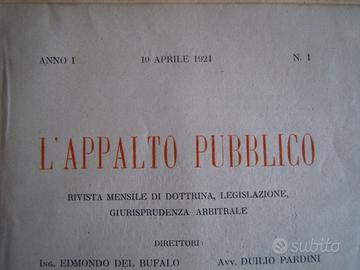 ANNO I 10 APRILE 1924 N. 1
L'APPALTO PUBBLICO
RIVISTA MENSILE DI DOTTRINA, LEGISLAZIONE,
GIURISPRUDENZA ARBITRALE
DIRETTORI:
ING. EDMONDO DEL BUFALO AVV. DUILIO PARDINI
subito